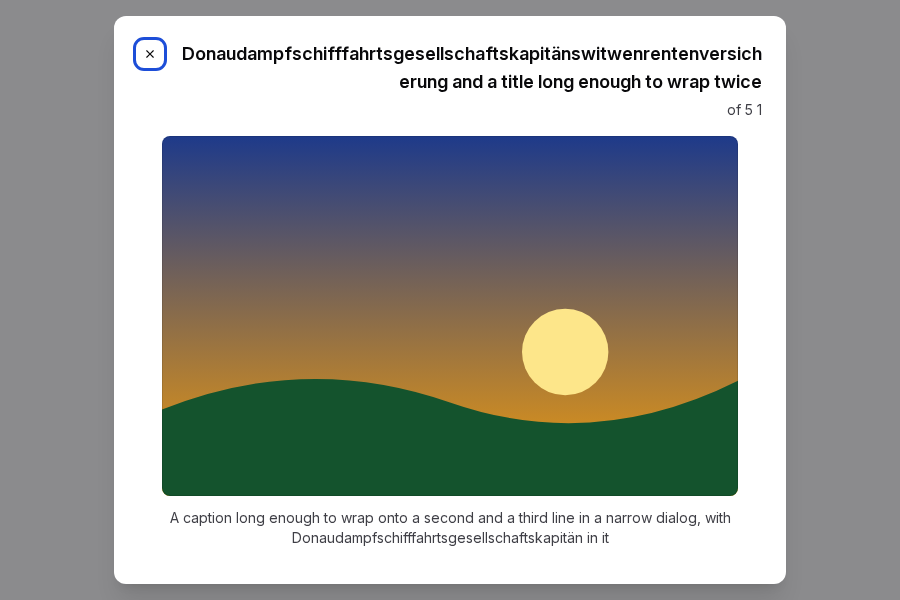 Donaudampfschifffahrtsgesellschaftskapitänswitwenrentenversich
erung and a title long enough to wrap twice
of 5 1
A caption long enough to wrap onto a second and a third line in a narrow dialog, with
Donaudampfschifffahrtsgesellschaftskapitän in it